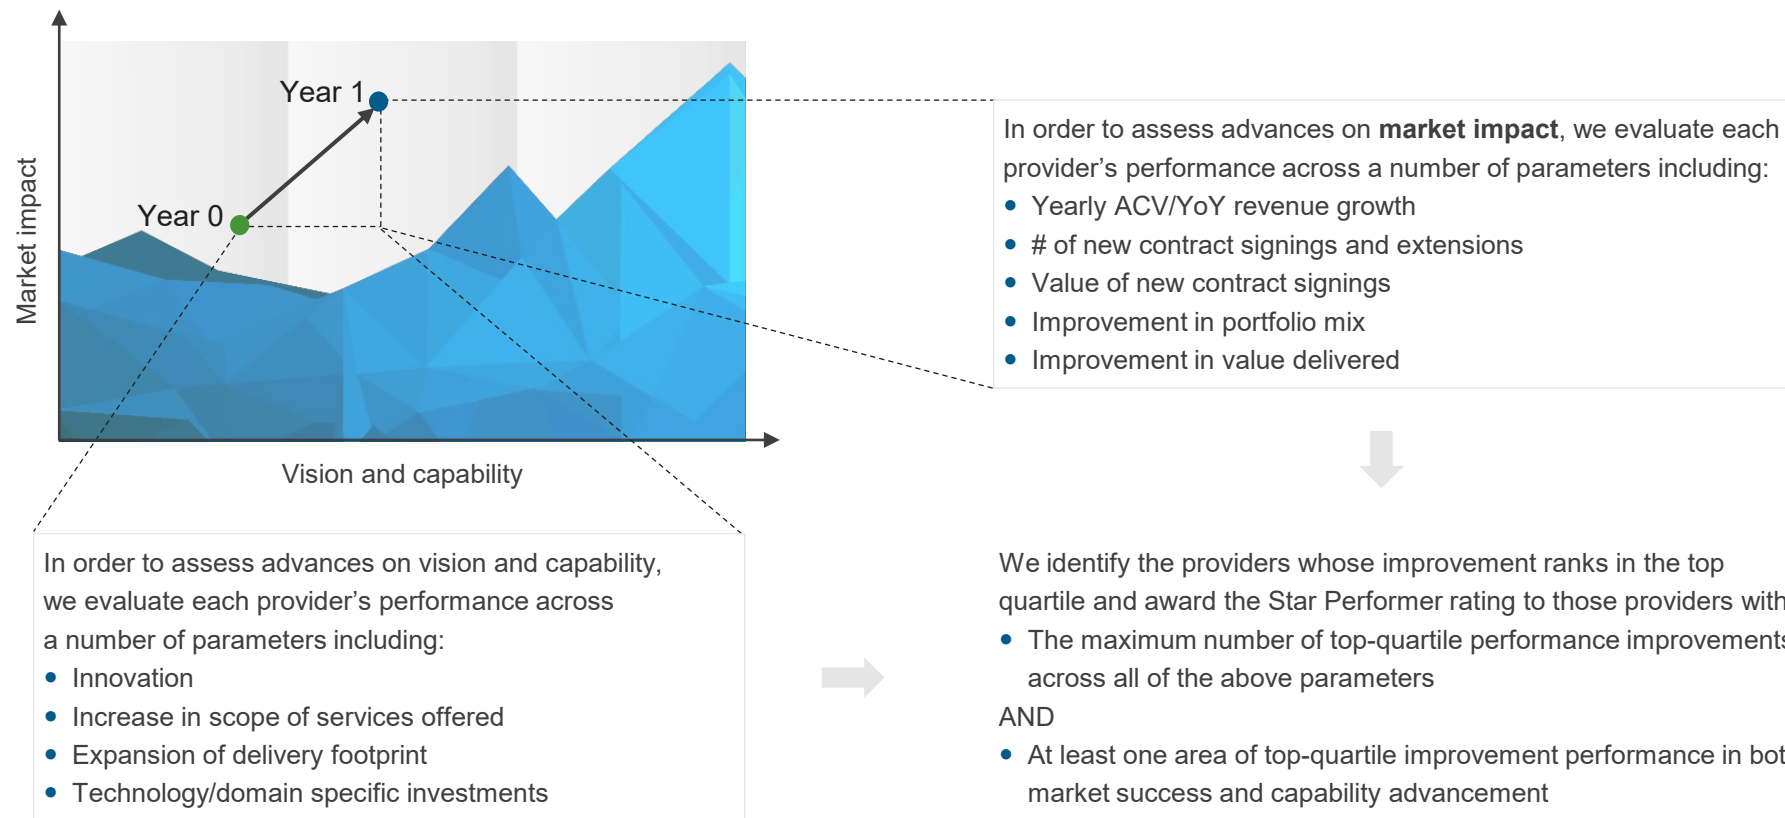 Year 1
Year 0
Market impact
Vision and capability
In order to assess advances on market impact, we evaluate each
provider’s performance across a number of parameters including:
• Yearly ACV/YoY revenue growth
• # of new contract signings and extensions
• Value of new contract signings
• Improvement in portfolio mix
• Improvement in value delivered
In order to assess advances on vision and capability,
we evaluate each provider’s performance across
a number of parameters including:
• Innovation
• Increase in scope of services offered
• Expansion of delivery footprint
• Technology/domain specific investments
We identify the providers whose improvement ranks in the top
quartile and award the Star Performer rating to those providers with
• The maximum number of top-quartile performance improvements
across all of the above parameters
AND
• At least one area of top-quartile improvement performance in
market success and capability advancement